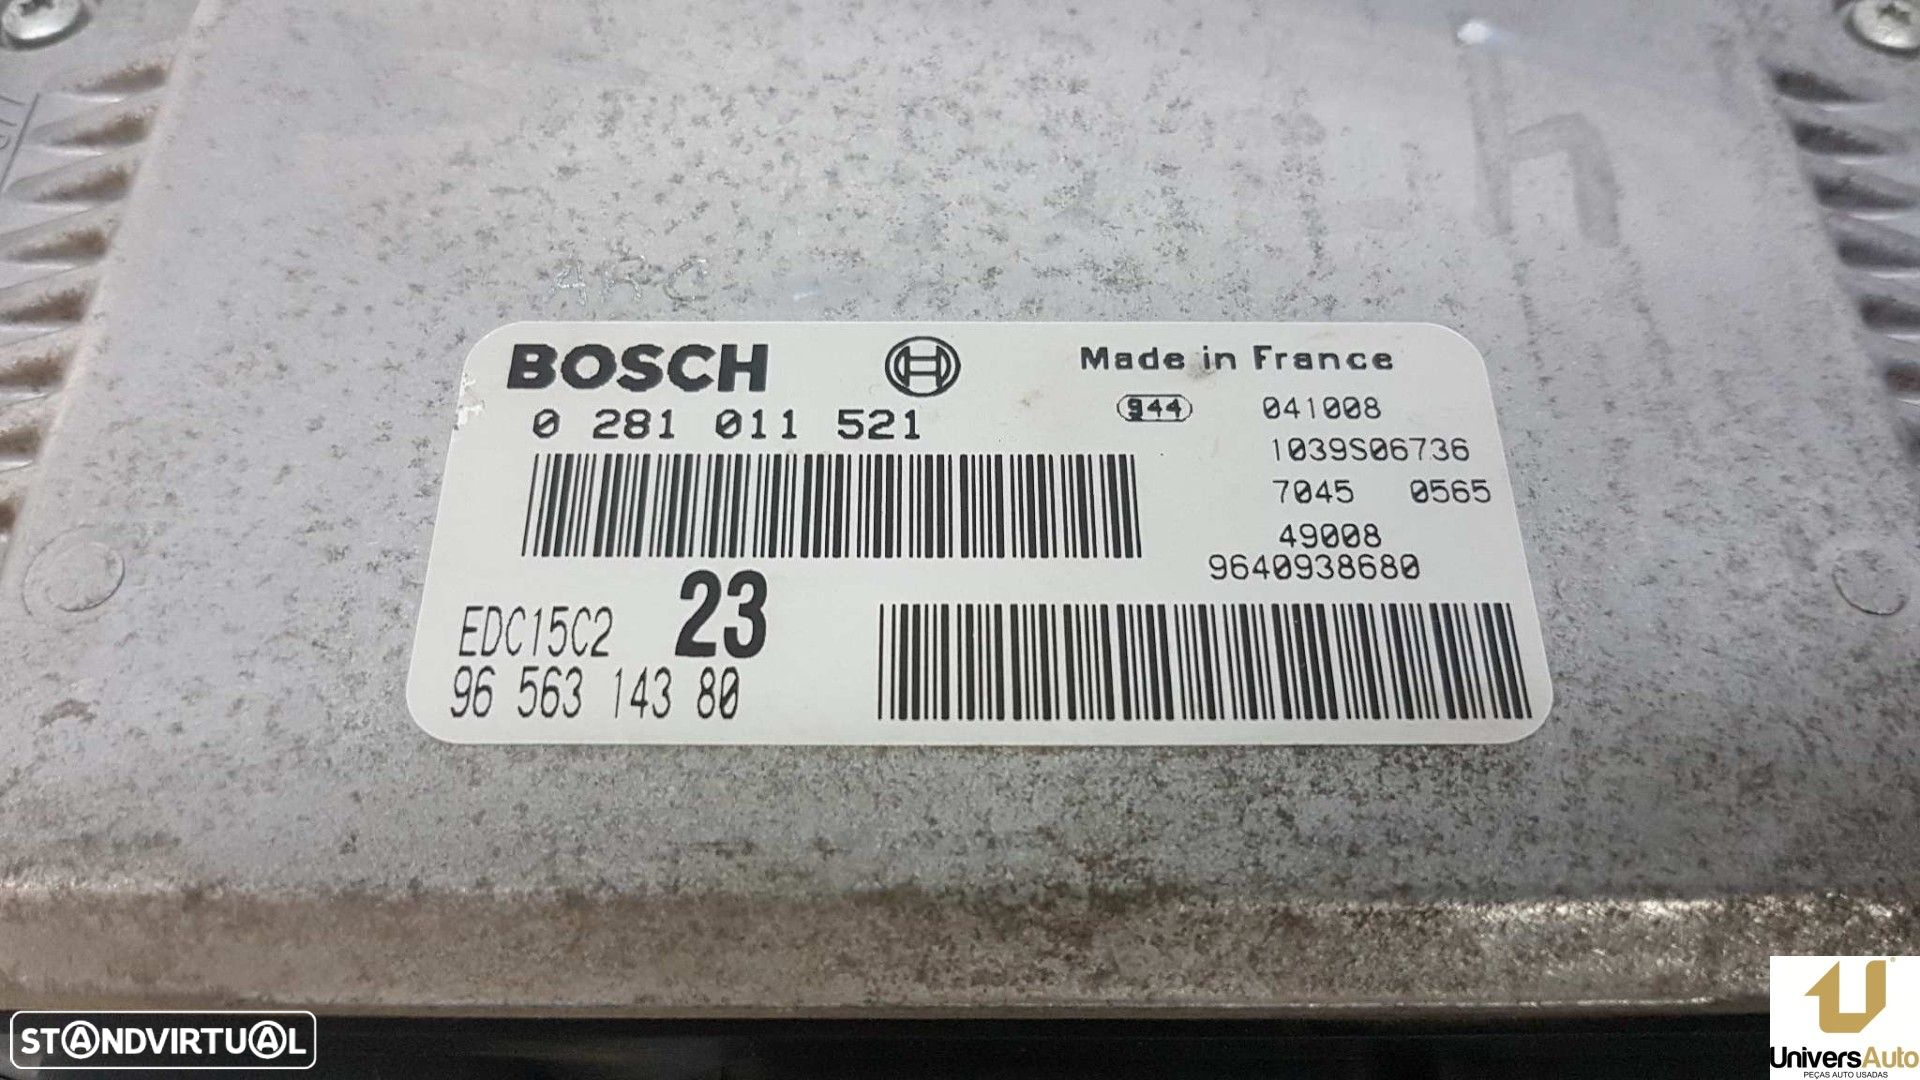 ARC
BOSCH
Made in France
0 281 011 521
944
041008
1039S06736
7045 0565
49008
9640938680
EDC15C2 23
96 563 143 80
STANDVIRTUAL
UniversAuto
PEÇAS AUTO USADAS